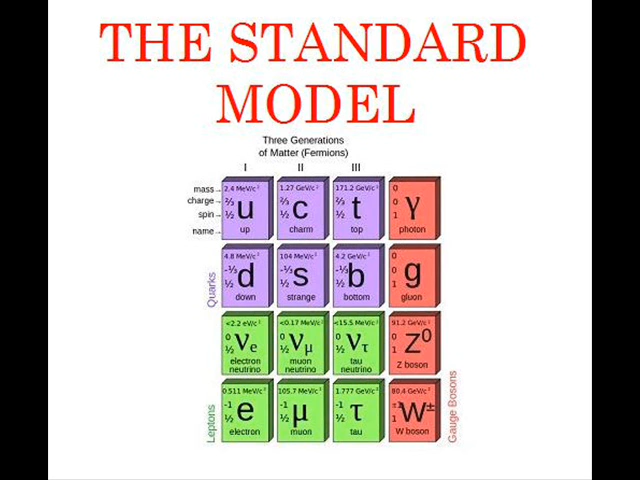 THE STANDARD
MODEL
Three Generations
of Matter (Fermions)
I II III
mass 2.4 MeV/c² 1.27 GeV/c² 171.2 GeV/c² 0
charge ⅔ ⅔ ⅔ 0
u c t γ
spin ½ ½ ½ 1
name up charm top photon
4.8 MeV/c² 104 MeV/c² 4.2 GeV/c² 0
-⅓ -⅓ -⅓ 0
d s b g
½ ½ ½ 1
down strange bottom gluon
Quarks
<2.2 eV/c² <0.17 MeV/c² <15.5 MeV/c² 91.2 GeV/c²
0 0 0 0
νe νμ ντ Z⁰
½ ½ ½ 1
electron muon tau Z boson
neutrino neutrino neutrino
0.511 MeV/c² 105.7 MeV/c² 1.777 GeV/c² 80.4 GeV/c²
-1 -1 -1 ±1
e μ τ W±
½ ½ ½ 1
electron muon tau W boson
Leptons
Gauge Bosons